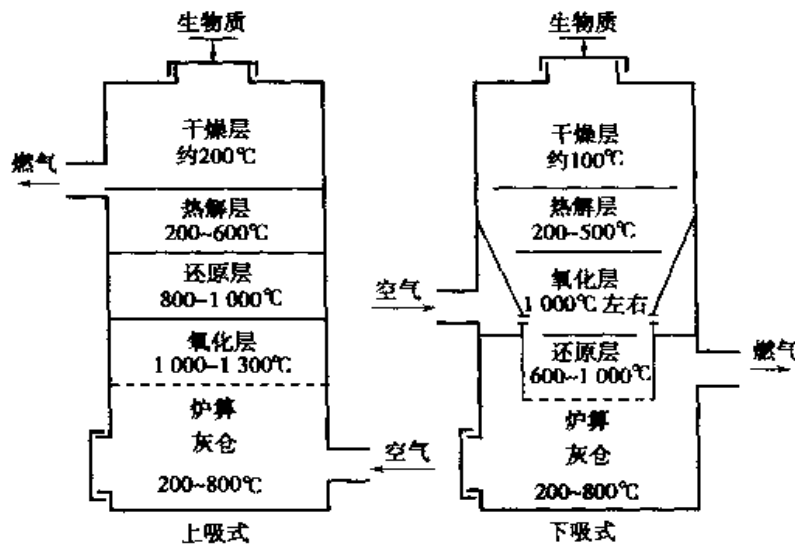 生物质
干燥层
约200℃
燃气
热解层
200~600℃
还原层
800-1 000℃
氧化层
1 000-1 300℃
炉箅
灰仓
空气
200~800℃
上吸式
生物质
干燥层
约100℃
热解层
200~500℃
空气
氧化层
1 000℃左右
还原层
燃气
600~1 000℃
炉箅
灰仓
200~800℃
下吸式